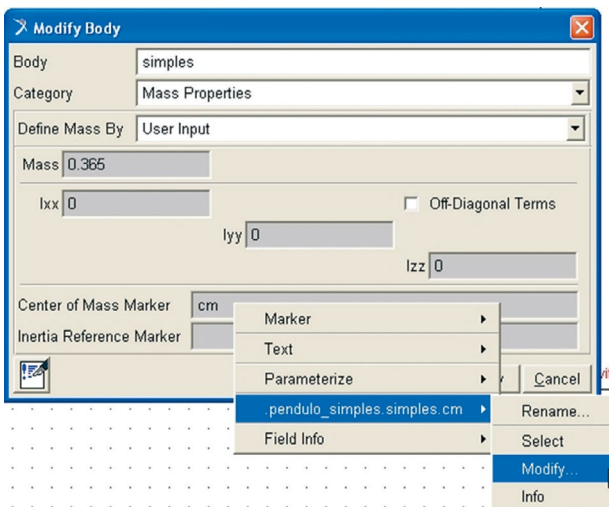 Modify Body
Body simples
Category Mass Properties
Define Mass By User Input
Mass 0.365
Ixx 0
Off-Diagonal Terms
Iyy 0
Izz 0
Center of Mass Marker cm
Inertia Reference Marker
Marker
Text
Parameterize
Cancel
.pendulo_simples.simples.cm
Rename...
Field Info
Select
Modify...
Info